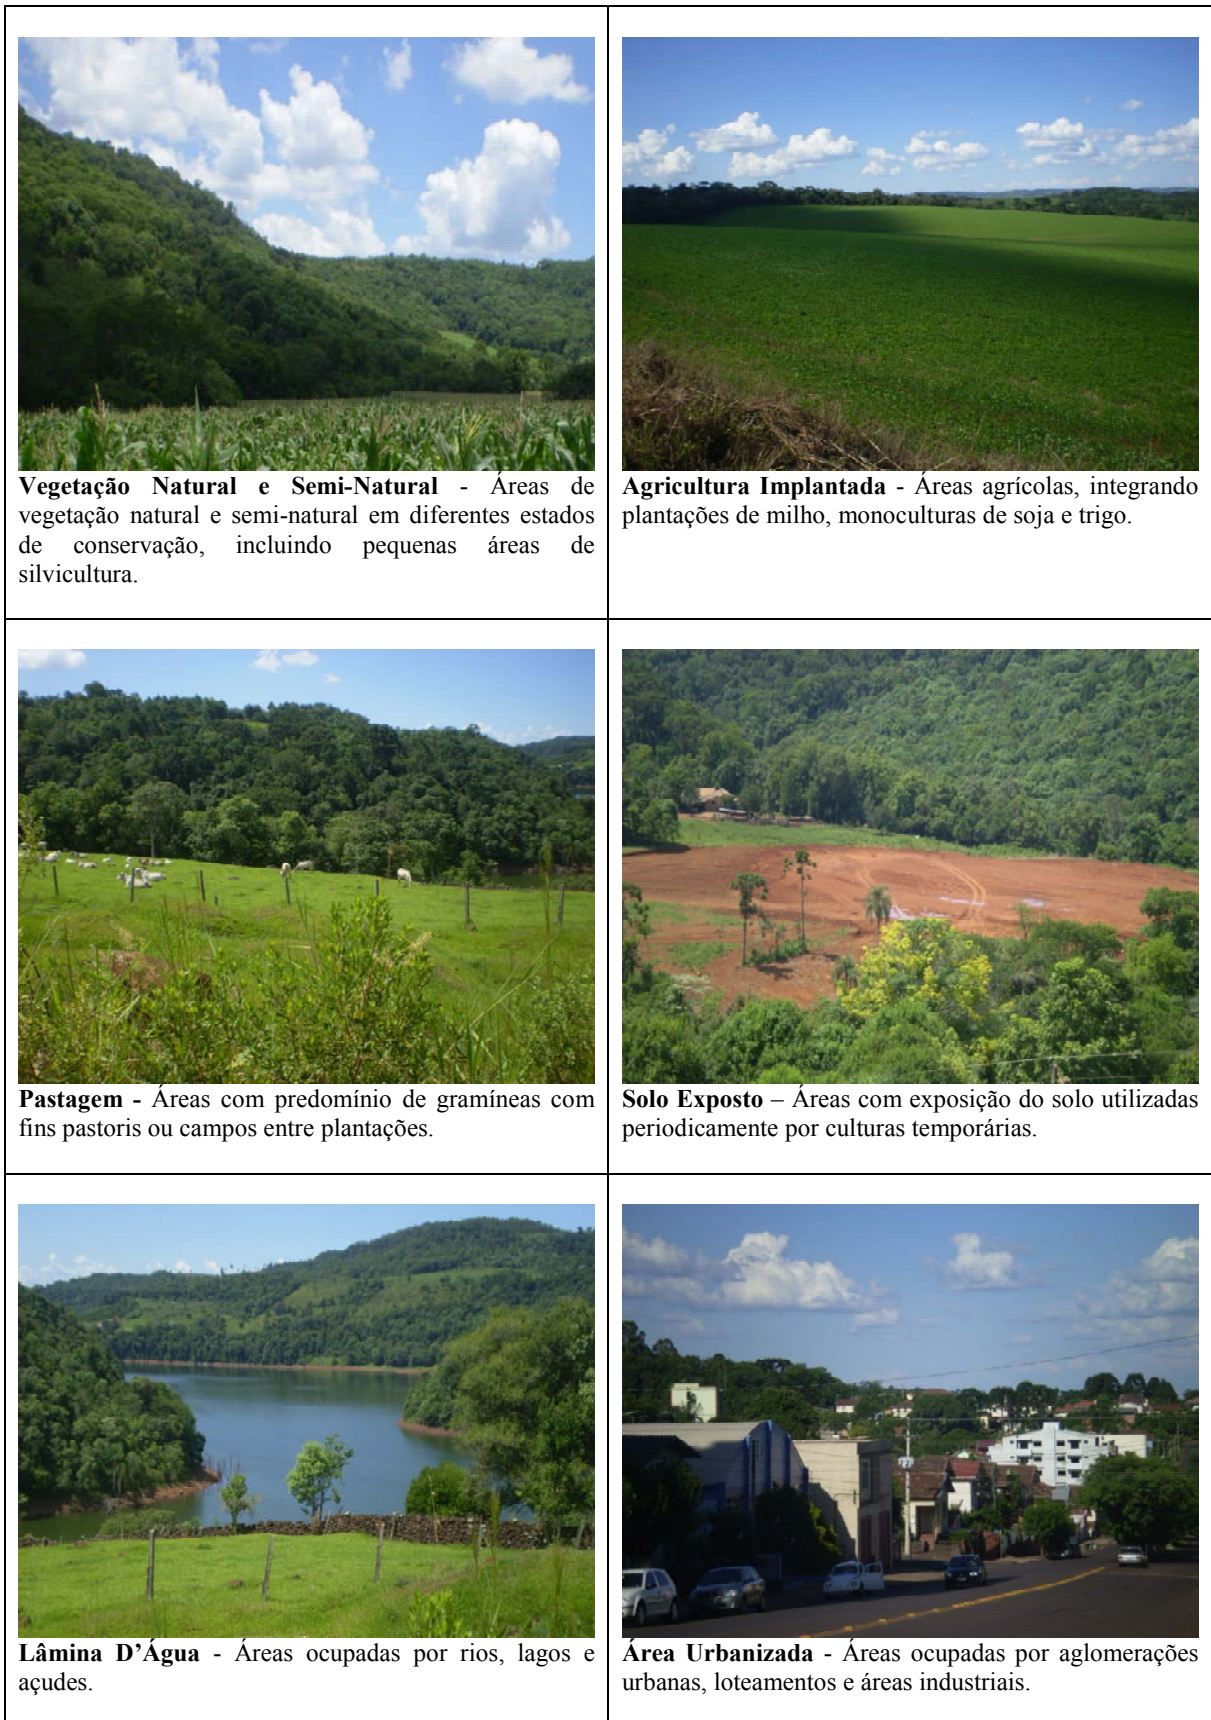 Vegetação Natural e Semi-Natural - Áreas de
vegetação natural e semi-natural em diferentes estados
de conservação, incluindo pequenas áreas de
silvicultura.
Agricultura Implantada - Áreas agrícolas, integrando
plantações de milho, monoculturas de soja e trigo.
Pastagem - Áreas com predomínio de gramíneas com
fins pastoris ou campos entre plantações.
Solo Exposto – Áreas com exposição do solo utilizadas
periodicamente por culturas temporárias.
Lâmina D’Água - Áreas ocupadas por rios, lagos e
açudes.
Área Urbanizada - Áreas ocupadas por aglomerações
urbanas, loteamentos e áreas industriais.